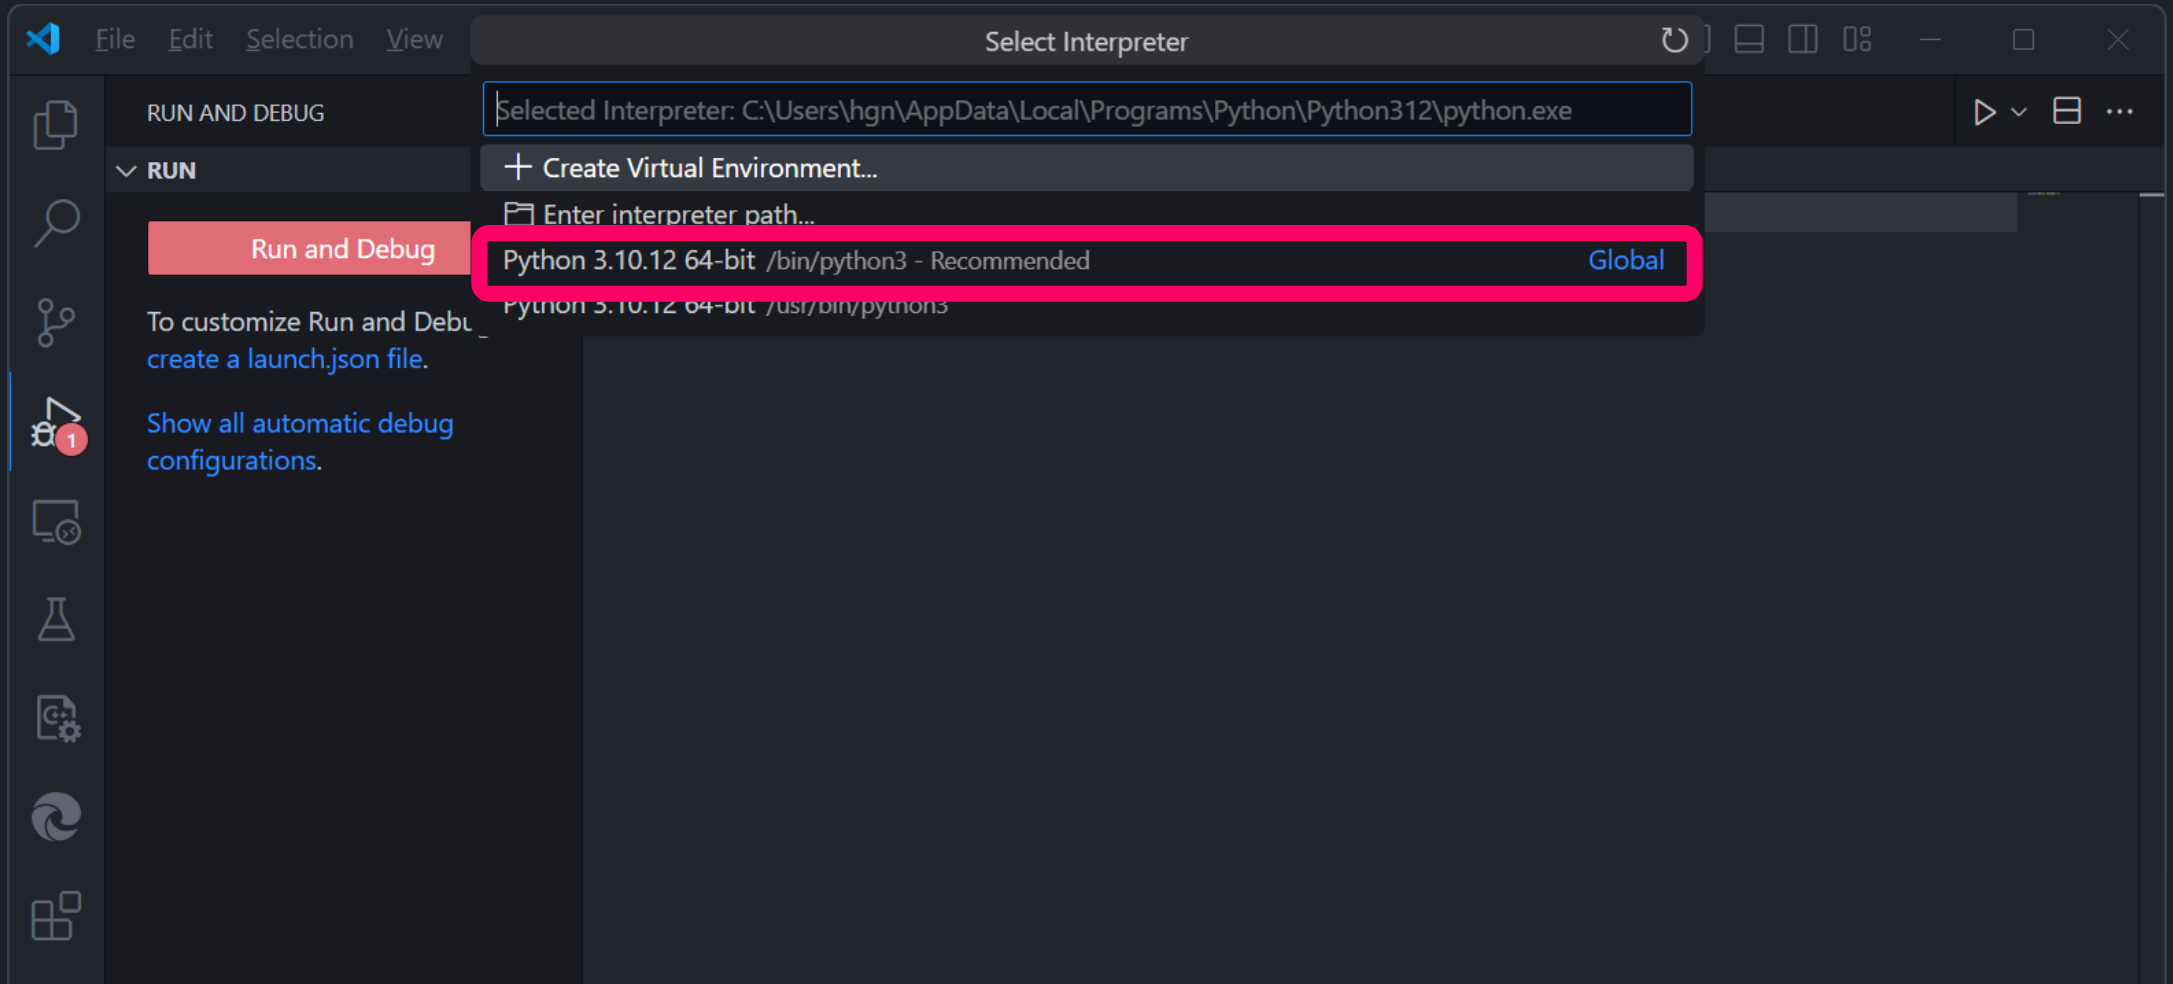 File Edit Selection View
Select Interpreter
RUN AND DEBUG
Selected Interpreter: C:\Users\hgn\AppData\Local\Programs\Python\Python312\python.exe
RUN
Create Virtual Environment...
Enter interpreter path...
Run and Debug
Python 3.10.12 64-bit /bin/python3 - Recommended Global
Python 3.10.12 64-bit /usr/bin/python3
To customize Run and Debu
create a launch.json file.
Show all automatic debug
configurations.
1
C++